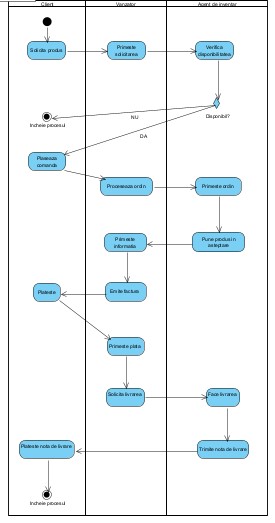 Client
Vanzator
Agent de inventar
Solicita produs
Primeste
solicitarea
Verifica
disponibilitatea
NU
Disponibil?
Incheie procesul
DA
Plaseaza
comanda
Proceseaza ordin
Primeste ordin
Primeste
informatia
Pune produs in
asteptare
Plateste
Emite factura
Primeste plata
Solicita livrarea
Face livrarea
Plateste nota de livrare
Trimite nota de livrare
Incheie procesul